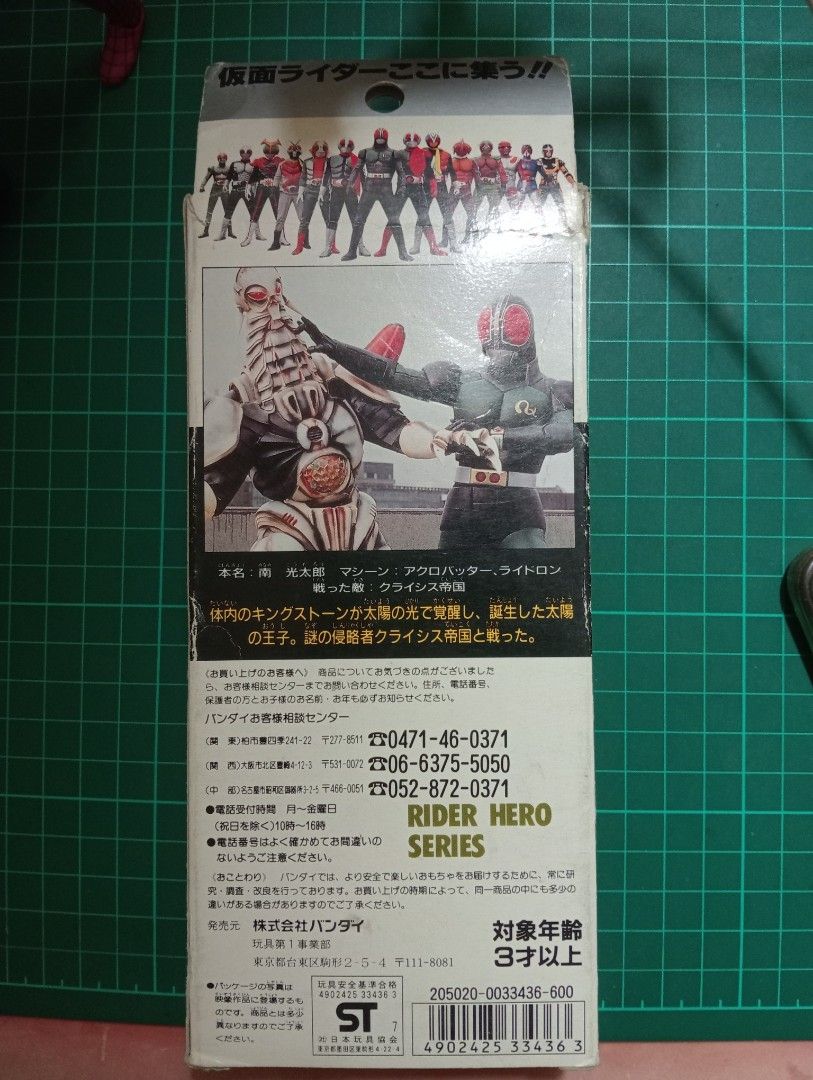 仮面ライダーここに集う!!
本名：南 光太郎 マシーン：アクロバッター、ライドロン
戦った敵：クライシス帝国
体内のキングストーンが太陽の光で覚醒し、誕生した太陽
の王子。謎の侵略者クライシス帝国と戦った。
〈お買い上げのお客様へ〉 商品についてお気づきの点がございました
ら、お客様相談センターまでお問い合わせください。住所、電話番号、
保護者の方とお子様のお名前・お年も必ずお知らせください。
バンダイお客様相談センター
(関 東)柏市豊四季241-22 〒277-8511 ☎0471-46-0371
(関 西)大阪市北区豊崎4-12-3 〒531-0072 ☎06-6375-5050
(中 部)名古屋市昭和区御器所3-2-5 〒466-0051 ☎052-872-0371
●電話受付時間 月〜金曜日
(祝日を除く)10時〜16時
●電話番号はよく確かめてお間違いの
ないようご注意ください。
RIDER HERO
SERIES
〈おことわり〉 バンダイでは、より安全で楽しいおもちゃをお届けするために、常に研
究・調査・改良を行っております。お買い上げの時期によって、同一商品の中にも多少の
違いがある場合がありますのでご了承ください。
発売元 株式会社バンダイ
玩具第1事業部
東京都台東区駒形2-5-4 〒111-8081
対象年齢
3才以上
●パッケージの写真は
映像作品に登場するも
のです。商品とは多少
異なりますのでご了承
ください。
玩具安全基準合格
4902425 33436 3
ST 7
㈳日本玩具協会
東京都墨田区東駒形4-22-4
205020-0033436-600
4902425 334363